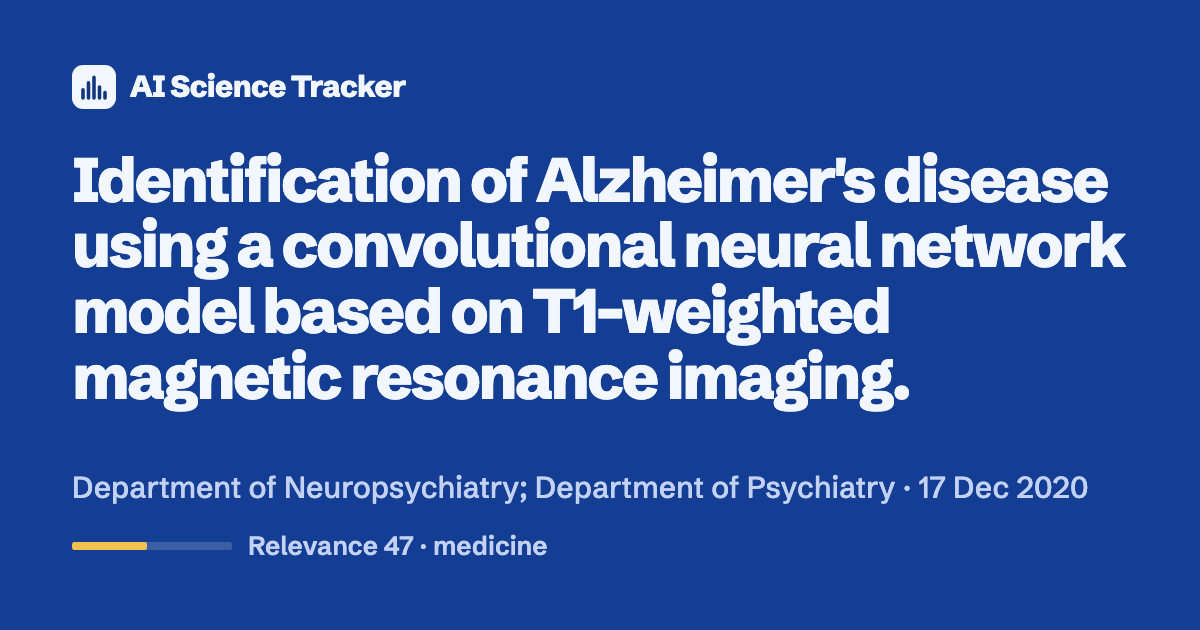 AI Science Tracker
Identification of Alzheimer's disease
using a convolutional neural network
model based on T1-weighted
magnetic resonance imaging.
Department of Neuropsychiatry; Department of Psychiatry · 17 Dec 2020
Relevance 47 · medicine